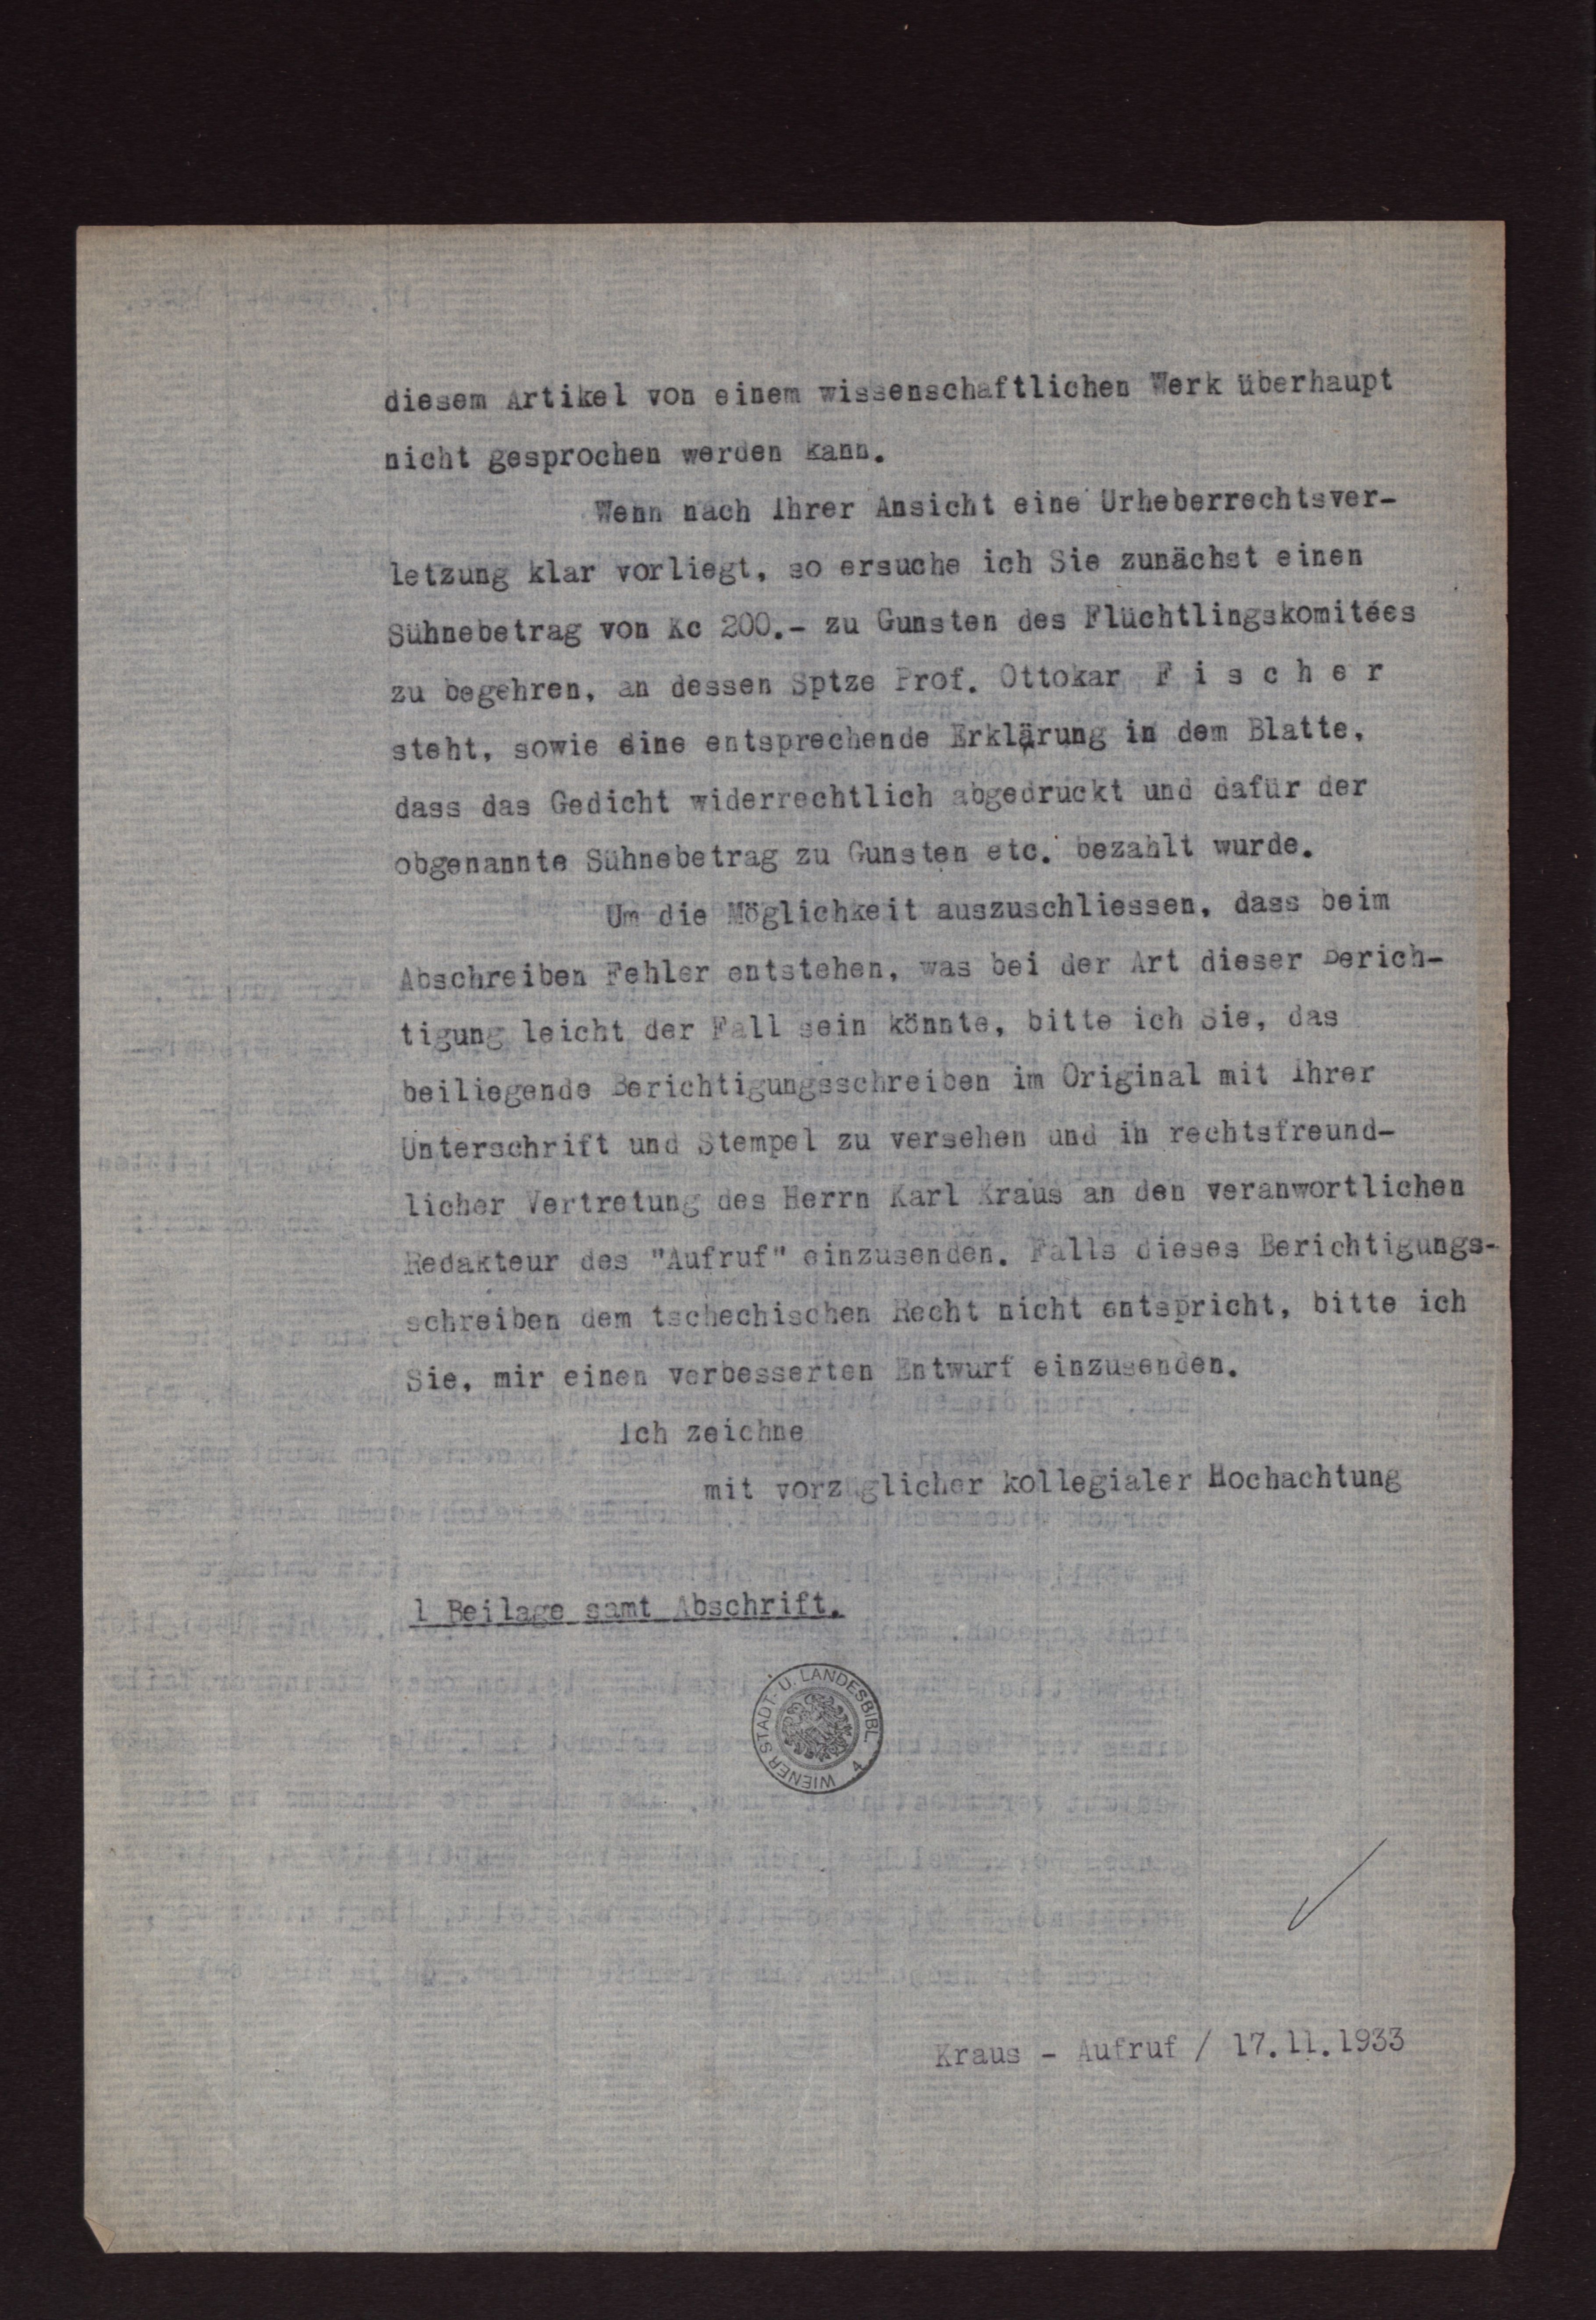 diesem Artikel von einem wissenschaftlichen Werk überhaupt
nicht gesprochen werden kann.
Wenn nach Ihrer Ansicht eine Urheberrechtsver-
letzung klar vorliegt, so ersuche ich Sie zunächst einen
Sühnebetrag von Kc 200.- zu Gunsten des Flüchtlingskomitées
zu begehren, an dessen Sptze Prof. Ottokar F i s c h e r
steht, sowie eine entsprechende Erklärung in dem Blatte,
dass das Gedicht widerrechtlich abgedruckt und dafür der
obgenannte Sühnebetrag zu Gunsten etc. bezahlt wurde.
Um die Möglichkeit auszuschliessen, dass beim
Abschreiben Fehler entstehen, was bei der Art dieser Berich-
tigung leicht der Fall sein könnte, bitte ich Sie, das
beiliegende Berichtigungsschreiben im Original mit Ihrer
Unterschrift und Stempel zu versehen und in rechtsfreund-
licher Vertretung des Herrn Karl Kraus an den veranwortlichen
Redakteur des "Aufruf" einzusenden. Falls dieses Berichtigungs-
schreiben dem tschechischen Recht nicht entspricht, bitte ich
Sie, mir einen verbesserten Entwurf einzusenden.
Ich zeichne
mit vorzüglicher kollegialer Hochachtung
1 Beilage samt Abschrift.
WIENER STADT- U. LANDESBIBL. 4
Kraus - Aufruf / 17.11.1933